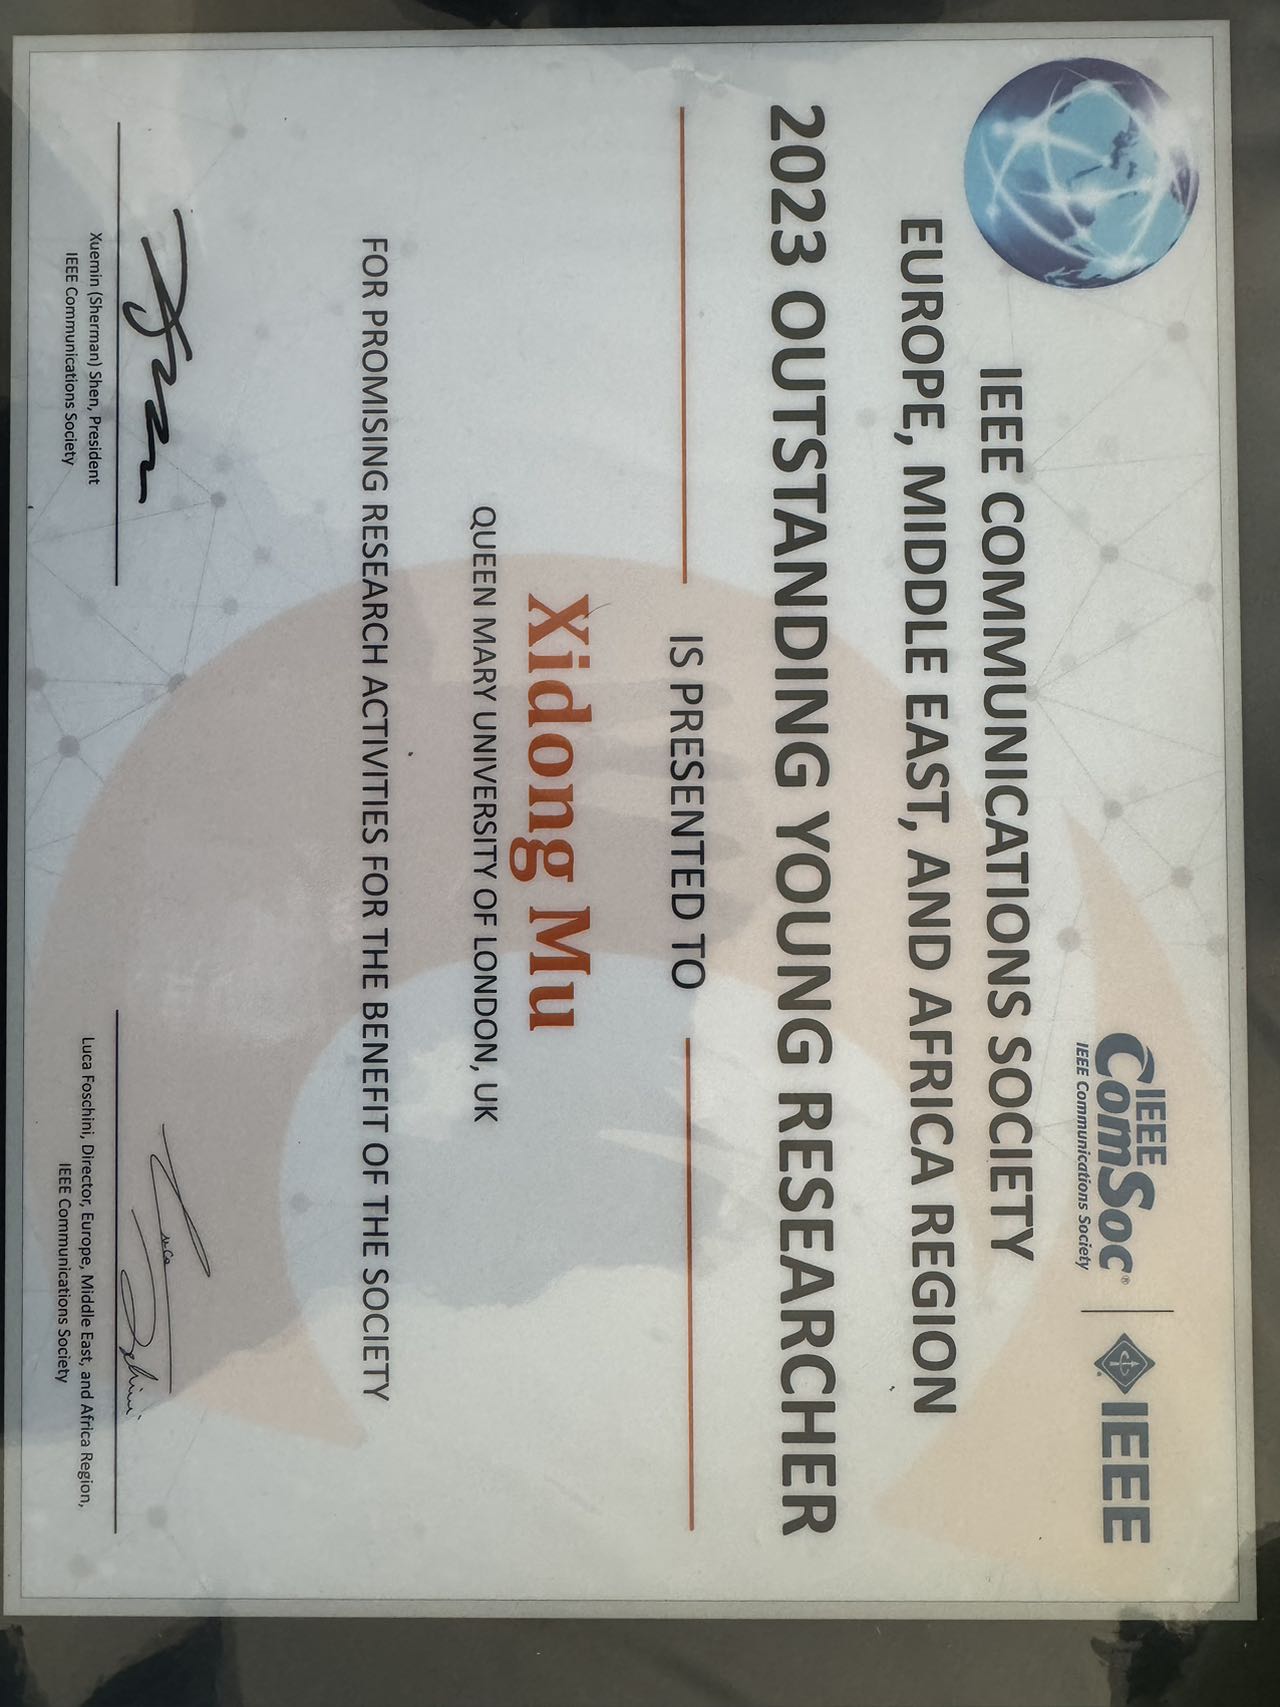 IEEE
ComSoc®
IEEE Communications Society
IEEE
IEEE COMMUNICATIONS SOCIETY
EUROPE, MIDDLE EAST, AND AFRICA REGION
2023 OUTSTANDING YOUNG RESEARCHER
IS PRESENTED TO
Xidong Mu
QUEEN MARY UNIVERSITY OF LONDON, UK
FOR PROMISING RESEARCH ACTIVITIES FOR THE BENEFIT OF THE SOCIETY
Luca
Foschini
Xuemin (Sherman) Shen, President
IEEE Communications Society
Luca Foschini, Director, Europe, Middle East, and Africa Region,
IEEE Communications Society